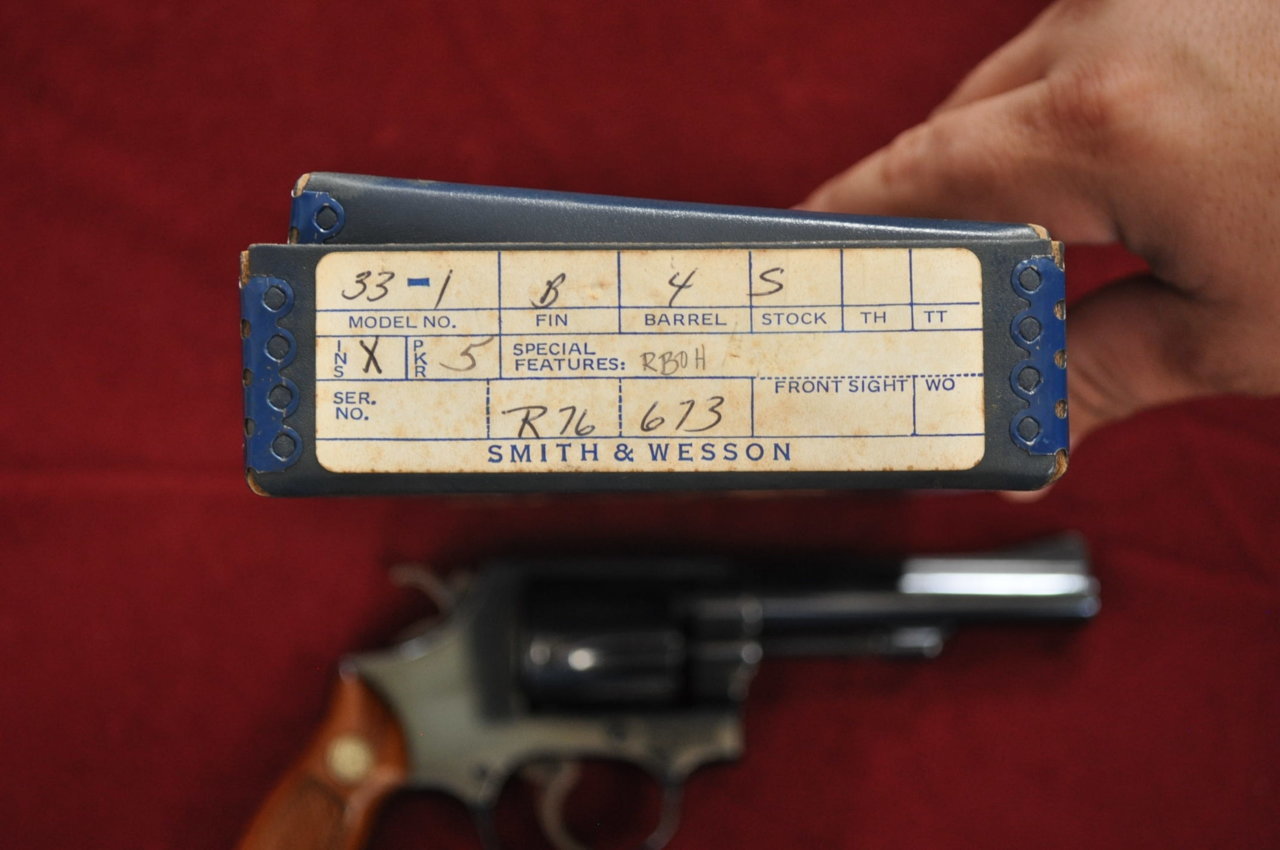 33-1 B 4 S
MODEL NO. FIN BARREL STOCK TH TT
INS X PKR 5 SPECIAL FEATURES: RBOH
SER. NO. R76 673 FRONT SIGHT WO
SMITH & WESSON